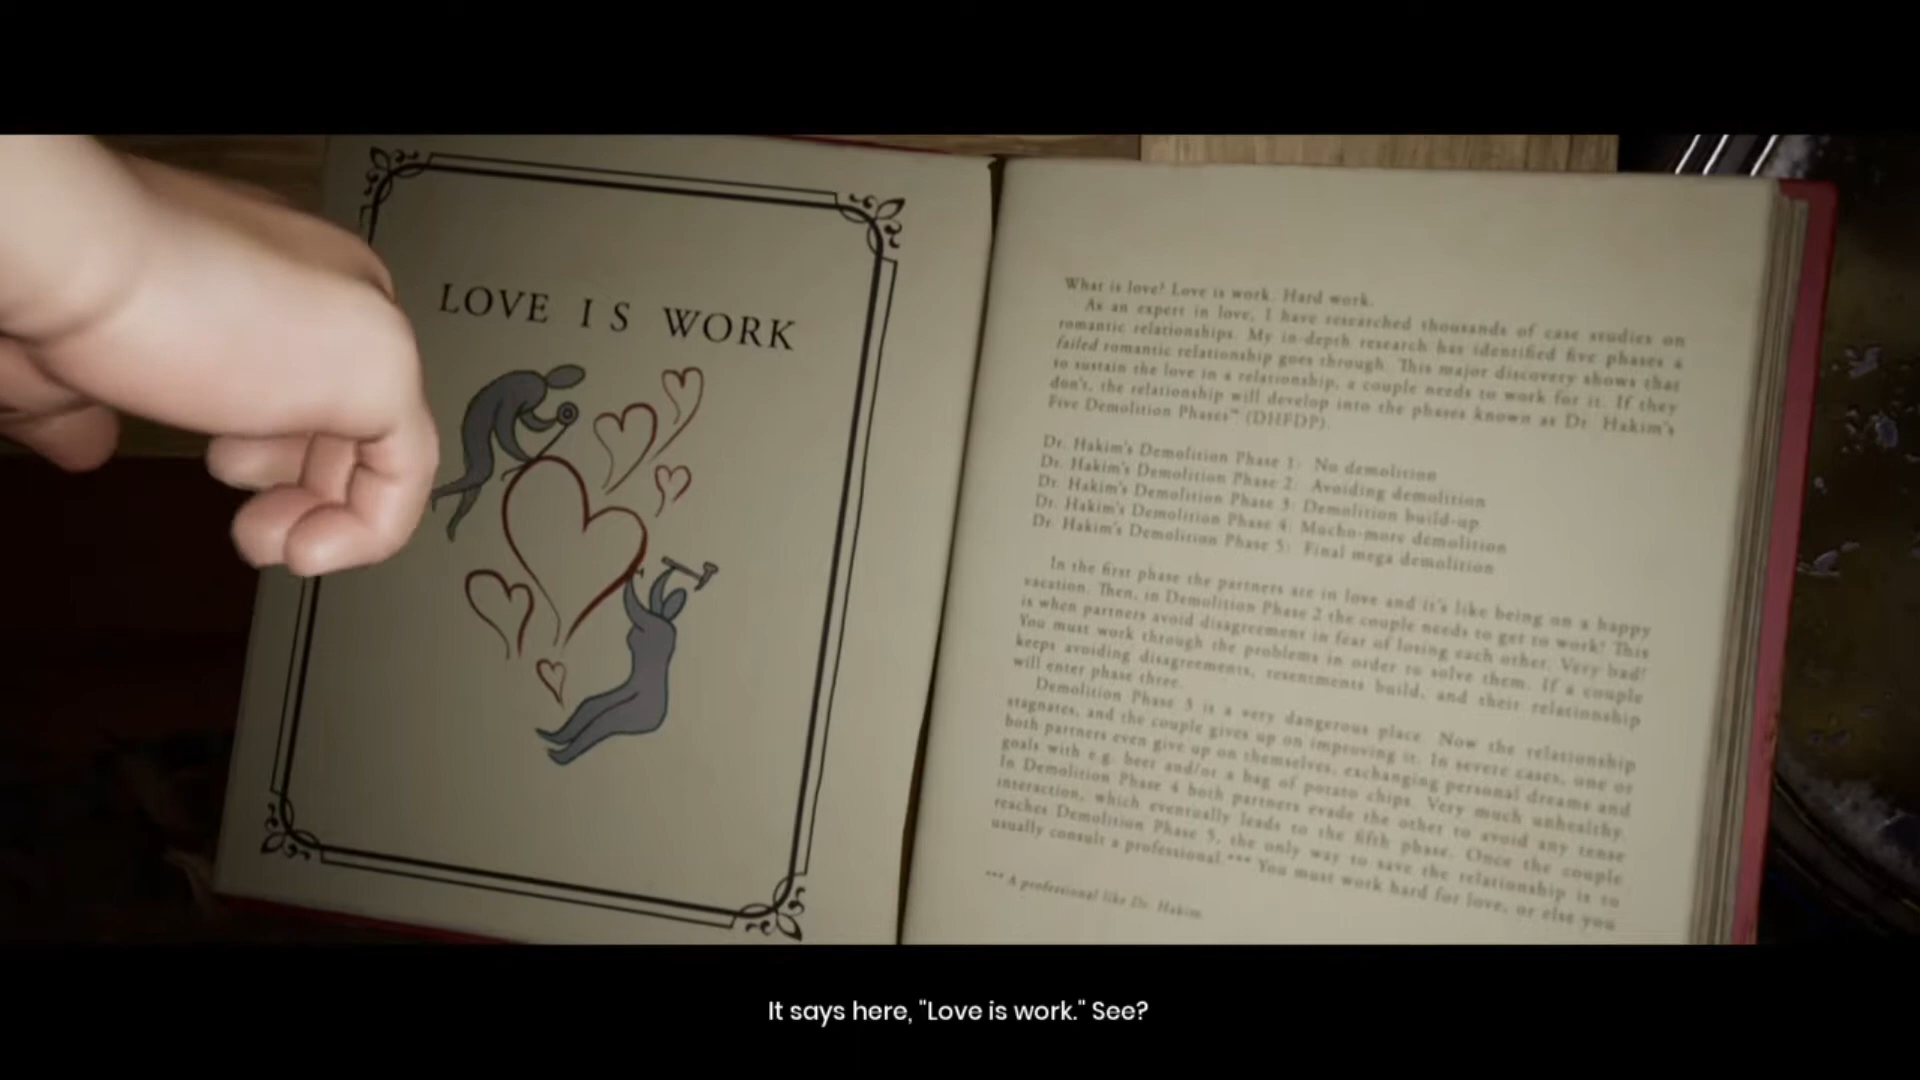 LOVE IS WORK
What is love? Love is work. Hard work.
As an expert in love, I have researched thousands of case studies on
romantic relationships. My in-depth research has identified five phases a
failed romantic relationship goes through. This major discovery shows that
to sustain the love in a relationship, a couple needs to work for it. If they
don't, the relationship will develop into the phases known as Dr. Hakim's
Five Demolition Phases™ (DHFDP).
Dr. Hakim's Demolition Phase 1: No demolition
Dr. Hakim's Demolition Phase 2: Avoiding demolition
Dr. Hakim's Demolition Phase 3: Demolition build-up
Dr. Hakim's Demolition Phase 4: Mucho-more demolition
Dr. Hakim's Demolition Phase 5: Final mega demolition
In the first phase the partners are in love and it's like being on a happy
vacation. Then, in Demolition Phase 2 the couple needs to get to work! This
is when partners avoid disagreement in fear of losing each other. Very bad!
You must work through the problems in order to solve them. If a couple
keeps avoiding disagreements, resentments build, and their relationship
will enter phase three.
Demolition Phase 3 is a very dangerous place. Now the relationship
stagnates, and the couple gives up on improving it. In severe cases, one or
both partners even give up on themselves, exchanging personal dreams and
goals with e.g. beer and/or a bag of potato chips. Very much unhealthy.
In Demolition Phase 4 both partners evade the other to avoid any tense
interaction, which eventually leads to the fifth phase. Once the couple
reaches Demolition Phase 5, the only way to save the relationship is to
usually consult a professional.*** You must work hard for love, or else you
*** A professional like Dr. Hakim.
It says here, "Love is work." See?